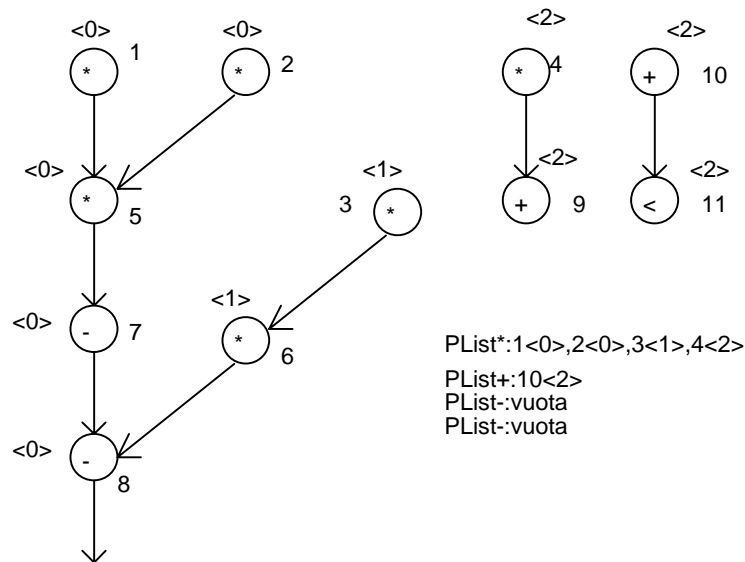 <0> <0> <2> <2>
* 1 * 2 * 4 + 10
<0> <1> <2> <2>
* 5 3 * + 9 < 11
<0> - 7 <1> * 6
PList*:1<0>,2<0>,3<1>,4<2>
PList+:10<2>
PList-:vuota
PList-:vuota
<0> - 8